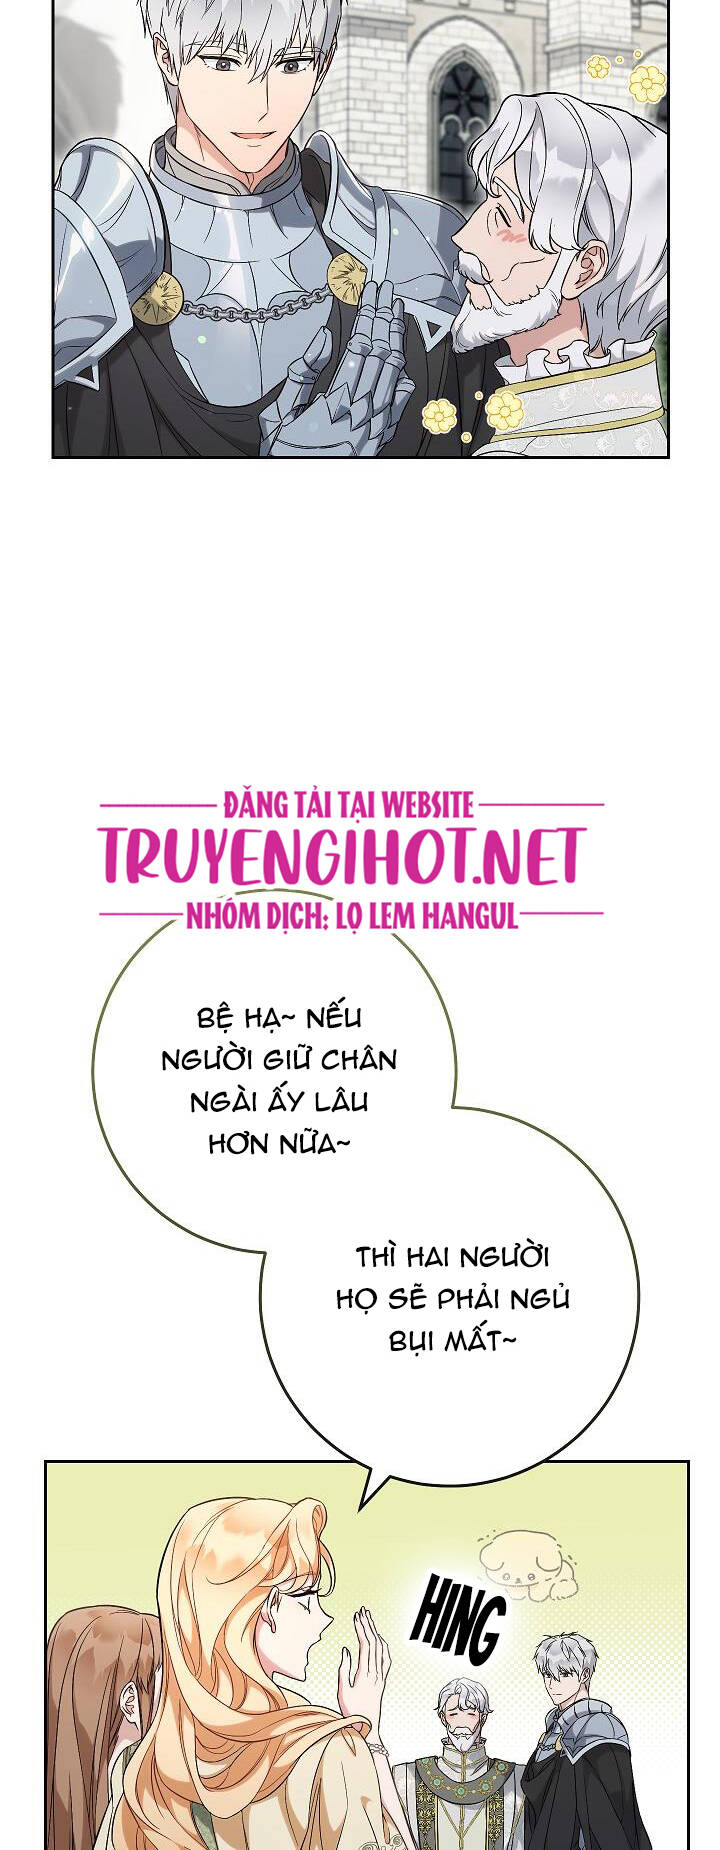 ĐĂNG TẢI TẠI WEBSITE
TRUYENGIHOT.NET
NHÓM DỊCH: LỌ LEM HANGUL
BỆ HẠ~ NẾU
NGƯỜI GIỮ CHÂN
NGÀI ẤY LÂU
HƠN NỮA~
THÌ HAI NGƯỜI
HỌ SẼ PHẢI NGỦ
BỤI MẤT~
HING